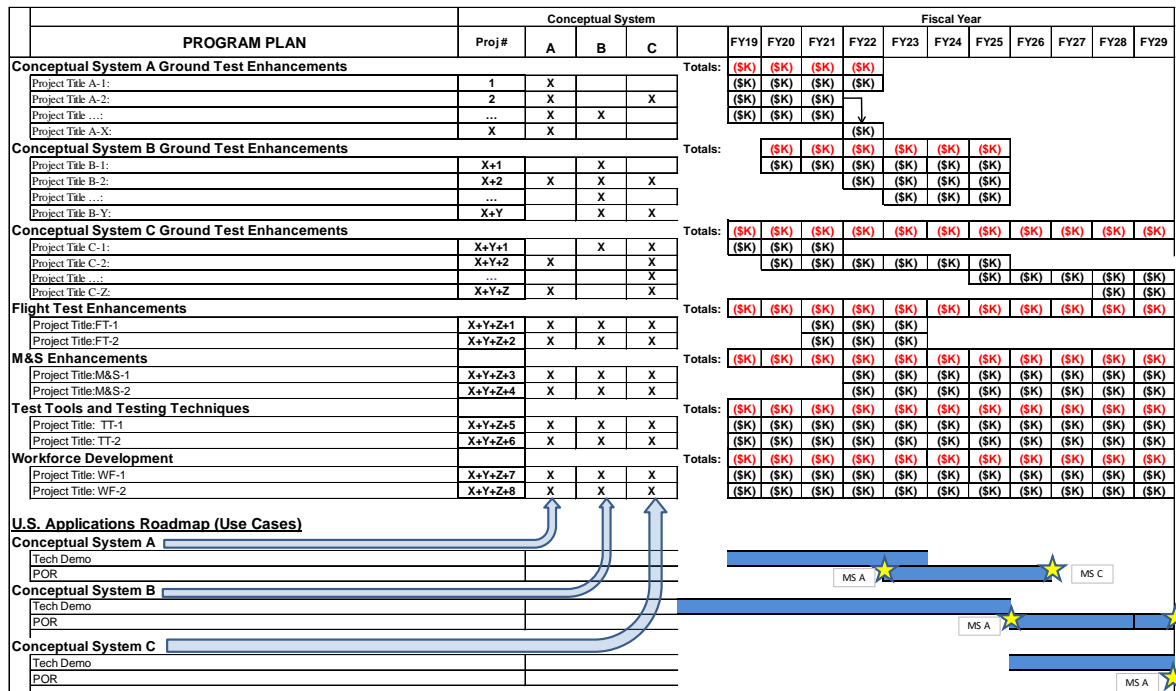 Conceptual System Fiscal Year
PROGRAM PLAN Proj # A B C FY19 FY20 FY21 FY22 FY23 FY24 FY25 FY26 FY27 FY28 FY29
Conceptual System A Ground Test Enhancements Totals: ($K) ($K) ($K) ($K)
Project Title A-1: 1 X ($K) ($K) ($K) ($K)
Project Title A-2: 2 X X ($K) ($K) ($K)
Project Title ...: ... X X ($K) ($K) ($K)
Project Title A-X: X X ($K)
Conceptual System B Ground Test Enhancements Totals: ($K) ($K) ($K) ($K) ($K) ($K)
Project Title B-1: X+1 X ($K) ($K) ($K) ($K) ($K) ($K)
Project Title B-2: X+2 X X X ($K) ($K) ($K) ($K)
Project Title ...: ... X ($K) ($K) ($K)
Project Title B-Y: X+Y X X
Conceptual System C Ground Test Enhancements Totals: ($K) ($K) ($K) ($K) ($K) ($K) ($K) ($K) ($K) ($K) ($K)
Project Title C-1: X+Y+1 X X ($K) ($K) ($K)
Project Title C-2: X+Y+2 X X ($K) ($K) ($K) ($K) ($K) ($K)
Project Title ...: ... X ($K) ($K) ($K) ($K) ($K)
Project Title C-Z: X+Y+Z X X ($K) ($K)
Flight Test Enhancements Totals: ($K) ($K) ($K) ($K) ($K) ($K) ($K) ($K) ($K) ($K) ($K)
Project Title:FT-1 X+Y+Z+1 X X X ($K) ($K) ($K)
Project Title:FT-2 X+Y+Z+2 X X X ($K) ($K) ($K)
M&S Enhancements Totals: ($K) ($K) ($K) ($K) ($K) ($K) ($K) ($K) ($K) ($K) ($K)
Project Title:M&S-1 X+Y+Z+3 X X X ($K) ($K) ($K) ($K) ($K) ($K) ($K) ($K)
Project Title:M&S-2 X+Y+Z+4 X X X ($K) ($K) ($K) ($K) ($K) ($K) ($K) ($K)
Test Tools and Testing Techniques Totals: ($K) ($K) ($K) ($K) ($K) ($K) ($K) ($K) ($K) ($K) ($K)
Project Title: TT-1 X+Y+Z+5 X X X ($K) ($K) ($K) ($K) ($K) ($K) ($K) ($K) ($K) ($K) ($K)
Project Title: TT-2 X+Y+Z+6 X X X ($K) ($K) ($K) ($K) ($K) ($K) ($K) ($K) ($K) ($K) ($K)
Workforce Development Totals: ($K) ($K) ($K) ($K) ($K) ($K) ($K) ($K) ($K) ($K) ($K)
Project Title: WF-1 X+Y+Z+7 X X X ($K) ($K) ($K) ($K) ($K) ($K) ($K) ($K) ($K) ($K) ($K)
Project Title: WF-2 X+Y+Z+8 X X X ($K) ($K) ($K) ($K) ($K) ($K) ($K) ($K) ($K) ($K) ($K)
U.S. Applications Roadmap (Use Cases)
Conceptual System A
Tech Demo
POR MS A MS C
Conceptual System B
Tech Demo
POR MS A
Conceptual System C
Tech Demo
POR MS A